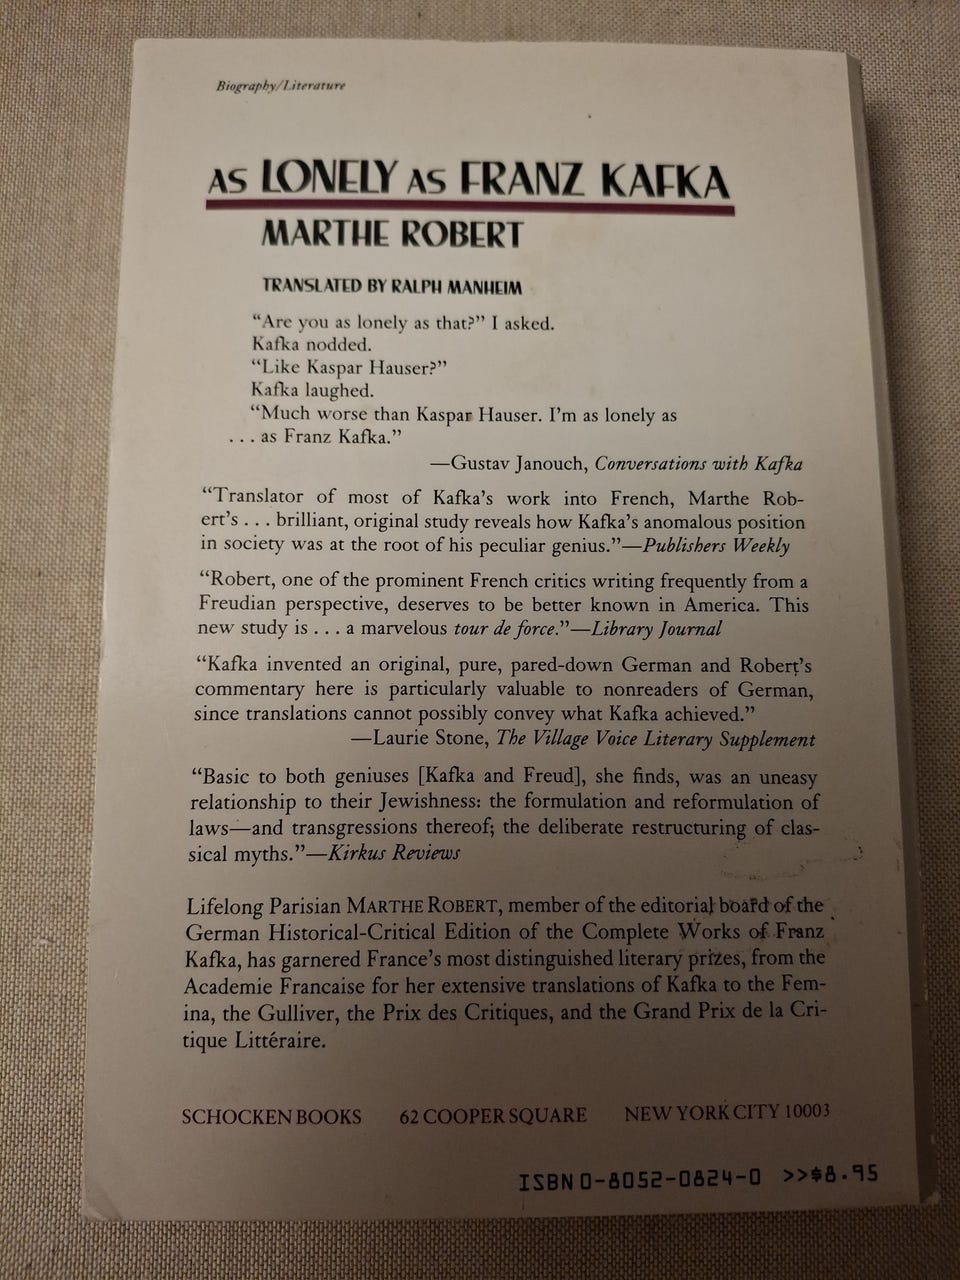 Biography/Literature
AS LONELY AS FRANZ KAFKA
MARTHE ROBERT
TRANSLATED BY RALPH MANHEIM
“Are you as lonely as that?” I asked.
Kafka nodded.
“Like Kaspar Hauser?”
Kafka laughed.
“Much worse than Kaspar Hauser. I'm as lonely as
. . . as Franz Kafka.”
—Gustav Janouch, Conversations with Kafka
“Translator of most of Kafka's work into French, Marthe Rob-
ert's . . . brilliant, original study reveals how Kafka's anomalous position
in society was at the root of his peculiar genius.”—Publishers Weekly
“Robert, one of the prominent French critics writing frequently from a
Freudian perspective, deserves to be better known in America. This
new study is . . . a marvelous tour de force.”—Library Journal
“Kafka invented an original, pure, pared-down German and Robert's
commentary here is particularly valuable to nonreaders of German,
since translations cannot possibly convey what Kafka achieved.”
—Laurie Stone, The Village Voice Literary Supplement
“Basic to both geniuses [Kafka and Freud], she finds, was an uneasy
relationship to their Jewishness: the formulation and reformulation of
laws—and transgressions thereof; the deliberate restructuring of clas-
sical myths.”—Kirkus Reviews
Lifelong Parisian MARTHE ROBERT, member of the editorial board of the
German Historical-Critical Edition of the Complete Works of Franz
Kafka, has garnered France's most distinguished literary prizes, from the
Academie Francaise for her extensive translations of Kafka to the Fem-
ina, the Gulliver, the Prix des Critiques, and the Grand Prix de la Cri-
tique Littéraire.
SCHOCKEN BOOKS 62 COOPER SQUARE NEW YORK CITY 10003
ISBN 0-8052-0824-0 >>$8.95